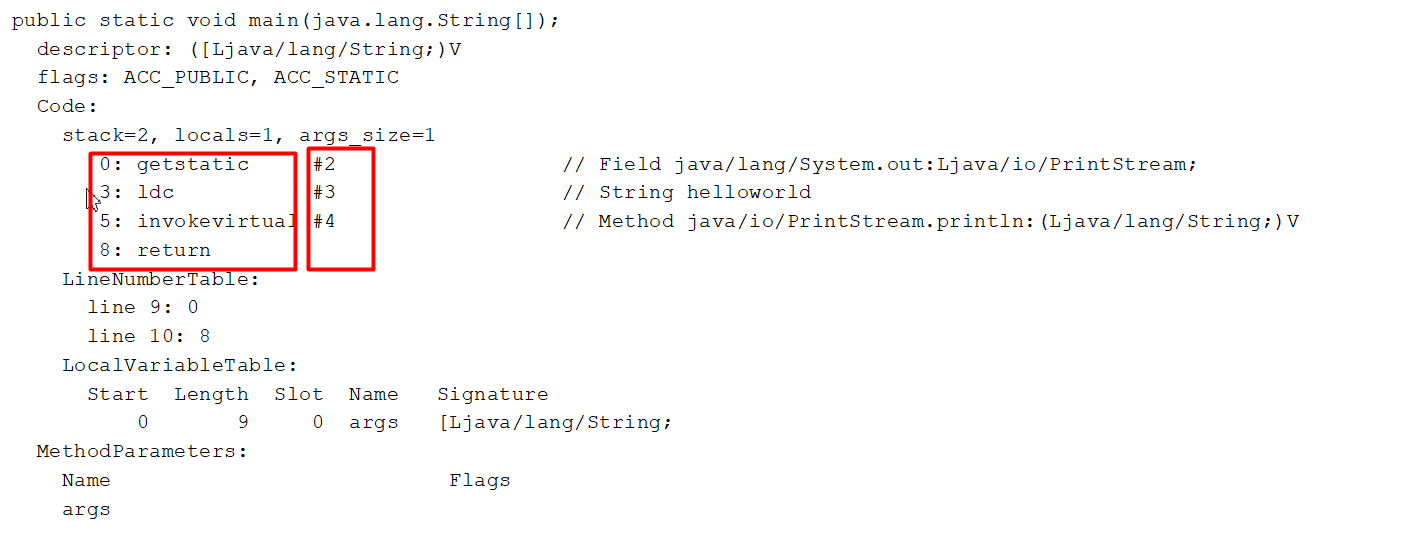 public static void main(java.lang.String[]);
  descriptor: ([Ljava/lang/String;)V
  flags: ACC_PUBLIC, ACC_STATIC
  Code:
    stack=2, locals=1, args_size=1
       0: getstatic     #2                  // Field java/lang/System.out:Ljava/io/PrintStream;
       3: ldc           #3                  // String helloworld
       5: invokevirtual #4                  // Method java/io/PrintStream.println:(Ljava/lang/String;)V
       8: return
    LineNumberTable:
      line 9: 0
      line 10: 8
    LocalVariableTable:
      Start  Length  Slot  Name   Signature
          0       9     0  args   [Ljava/lang/String;
  MethodParameters:
    Name                           Flags
    args